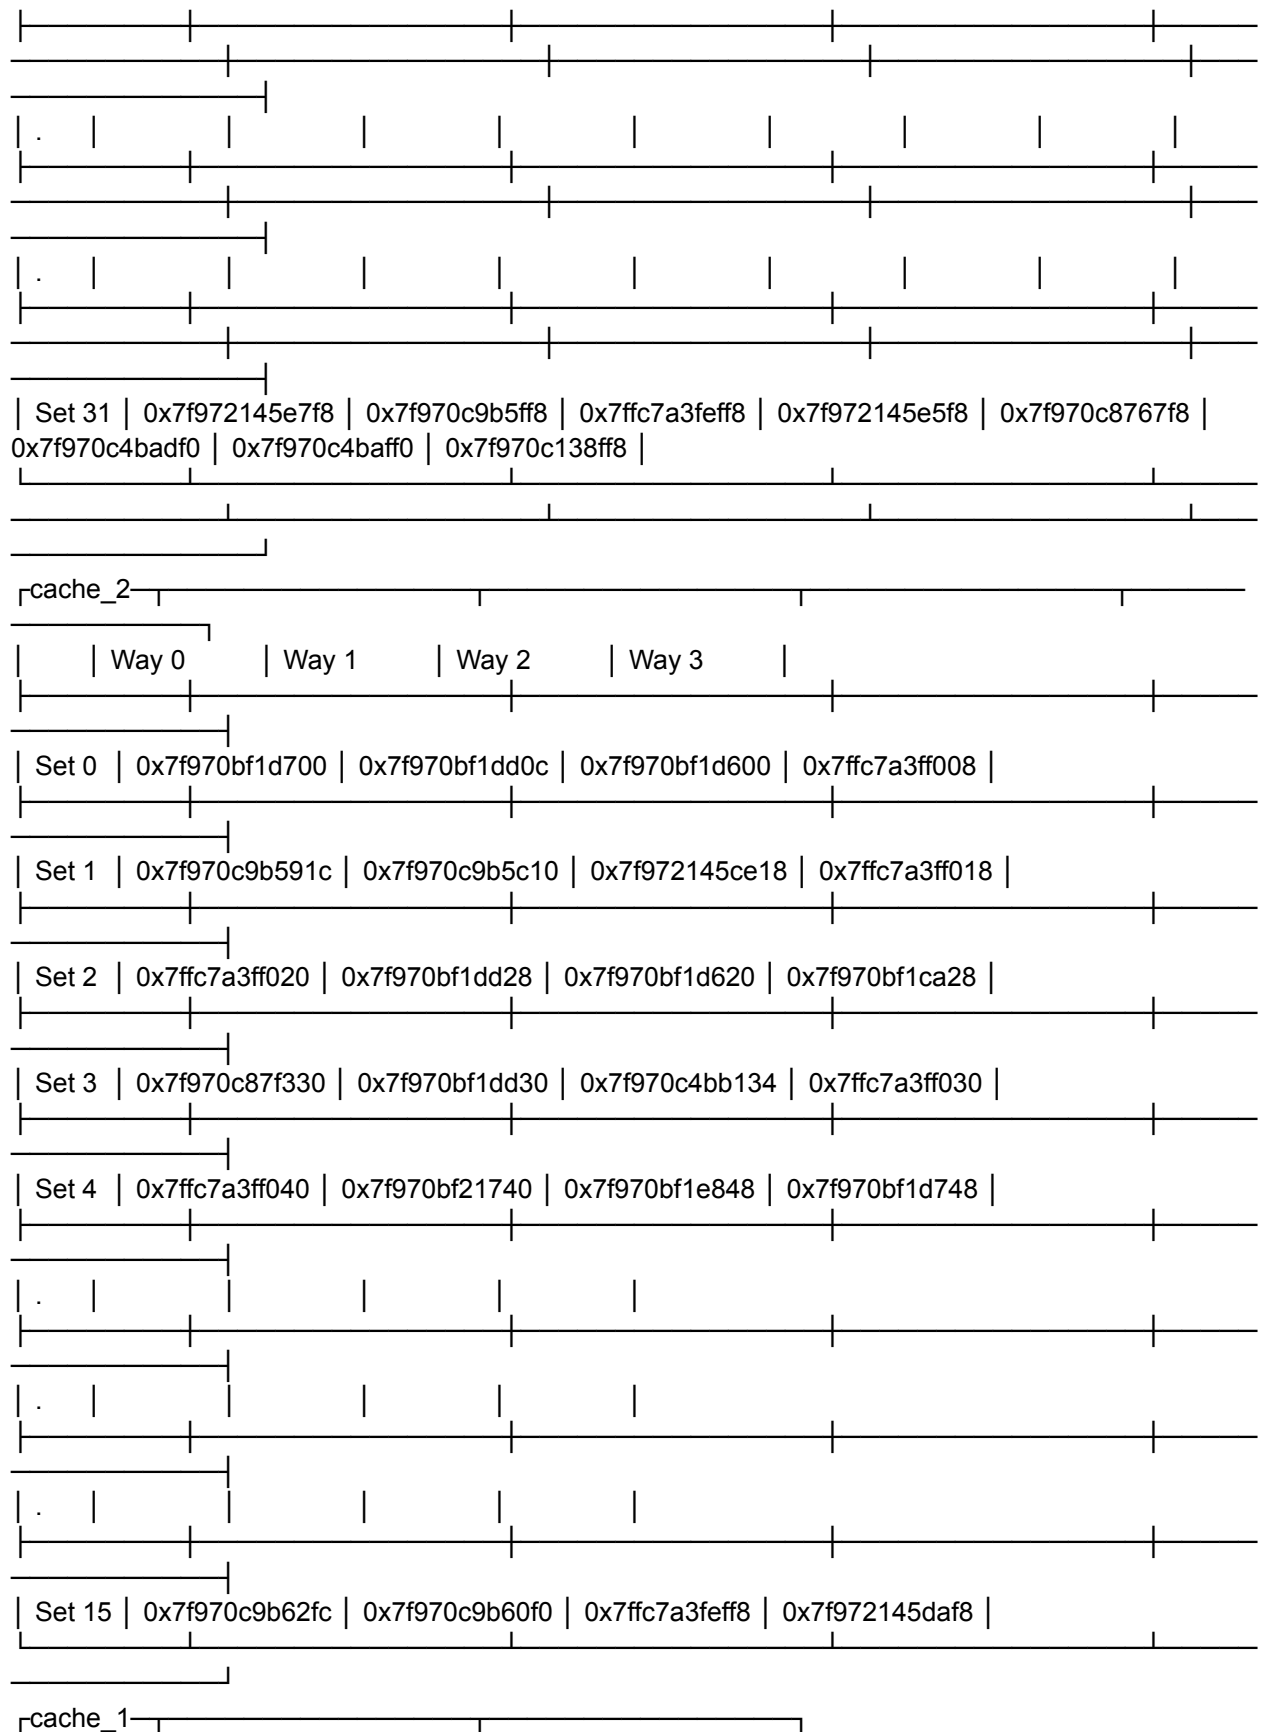 ├────────┼────────────────┼────────────────┼────────────────┼─────
───────────┼────────────────┼────────────────┼────────────────┼───
─────────────┤
│ . │ │ │ │ │ │ │ │ │
├────────┼────────────────┼────────────────┼────────────────┼─────
───────────┼────────────────┼────────────────┼────────────────┼───
─────────────┤
│ . │ │ │ │ │ │ │ │ │
├────────┼────────────────┼────────────────┼────────────────┼─────
───────────┼────────────────┼────────────────┼────────────────┼───
─────────────┤
│ Set 31 │ 0x7f972145e7f8 │ 0x7f970c9b5ff8 │ 0x7ffc7a3feff8 │ 0x7f972145e5f8 │ 0x7f970c8767f8 │
0x7f970c4badf0 │ 0x7f970c4baff0 │ 0x7f970c138ff8 │
└────────┴────────────────┴────────────────┴────────────────┴─────
───────────┴────────────────┴────────────────┴────────────────┴───
─────────────┘
┌cache_2─┬────────────────┬────────────────┬────────────────┬──────
──────────┐
│ │ Way 0 │ Way 1 │ Way 2 │ Way 3 │
├────────┼────────────────┼────────────────┼────────────────┼─────
───────────┤
│ Set 0 │ 0x7f970bf1d700 │ 0x7f970bf1dd0c │ 0x7f970bf1d600 │ 0x7ffc7a3ff008 │
├────────┼────────────────┼────────────────┼────────────────┼─────
───────────┤
│ Set 1 │ 0x7f970c9b591c │ 0x7f970c9b5c10 │ 0x7f972145ce18 │ 0x7ffc7a3ff018 │
├────────┼────────────────┼────────────────┼────────────────┼─────
───────────┤
│ Set 2 │ 0x7ffc7a3ff020 │ 0x7f970bf1dd28 │ 0x7f970bf1d620 │ 0x7f970bf1ca28 │
├────────┼────────────────┼────────────────┼────────────────┼─────
───────────┤
│ Set 3 │ 0x7f970c87f330 │ 0x7f970bf1dd30 │ 0x7f970c4bb134 │ 0x7ffc7a3ff030 │
├────────┼────────────────┼────────────────┼────────────────┼─────
───────────┤
│ Set 4 │ 0x7ffc7a3ff040 │ 0x7f970bf21740 │ 0x7f970bf1e848 │ 0x7f970bf1d748 │
├────────┼────────────────┼────────────────┼────────────────┼─────
───────────┤
│ . │ │ │ │ │
├────────┼────────────────┼────────────────┼────────────────┼─────
───────────┤
│ . │ │ │ │ │
├────────┼────────────────┼────────────────┼────────────────┼─────
───────────┤
│ . │ │ │ │ │
├────────┼────────────────┼────────────────┼────────────────┼─────
───────────┤
│ Set 15 │ 0x7f970c9b62fc │ 0x7f970c9b60f0 │ 0x7ffc7a3feff8 │ 0x7f972145daf8 │
└────────┴────────────────┴────────────────┴────────────────┴─────
───────────┘
┌cache_1─┬────────────────┬────────────────┐